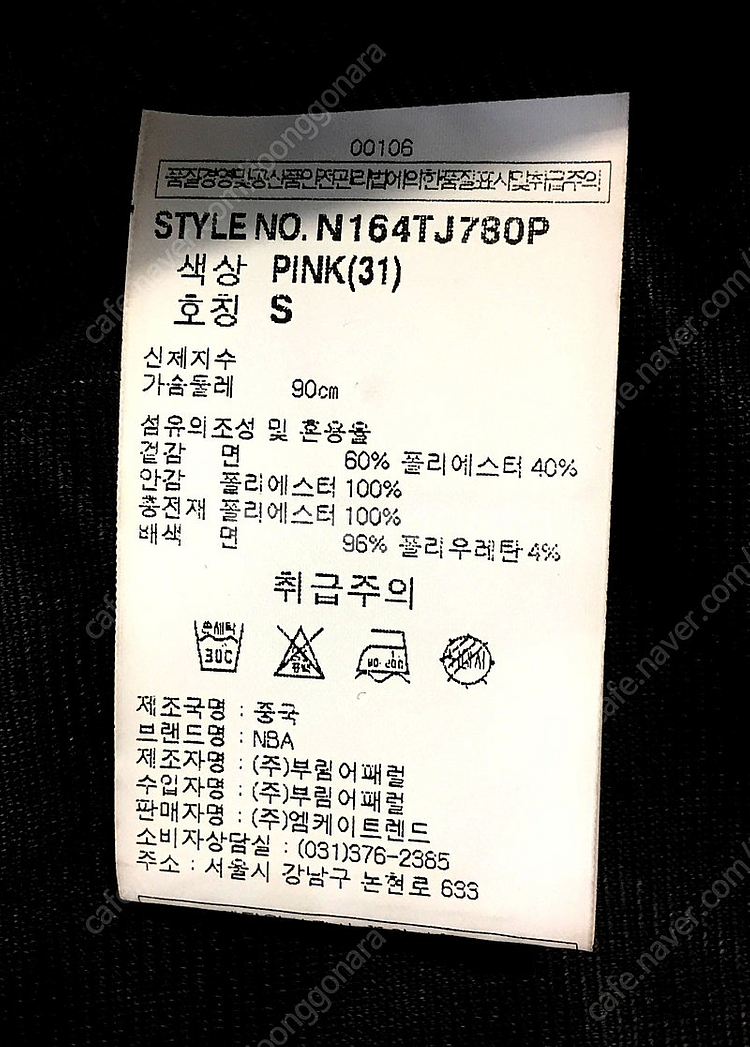 00106
품질경영및공산품안전관리법에의한품질표시및취급주의
STYLE NO. N164TJ780P
색상 PINK(31)
호칭 S
신체지수
가슴둘레 90cm
섬유의조성 및 혼용율
겉감 면 60% 폴리에스터 40%
안감 폴리에스터 100%
충전재 폴리에스터 100%
배색 면 96% 폴리우레탄 4%
취급주의
손세탁
30C
제조국명 : 중국
브랜드명 : NBA
제조자명 : (주)부림어패럴
수입자명 : (주)부림어패럴
판매자명 : (주)엠케이트렌드
소비자상담실 : (031)376-2385
주소 : 서울시 강남구 논현로 633
cafe.naver.com/joonggonara